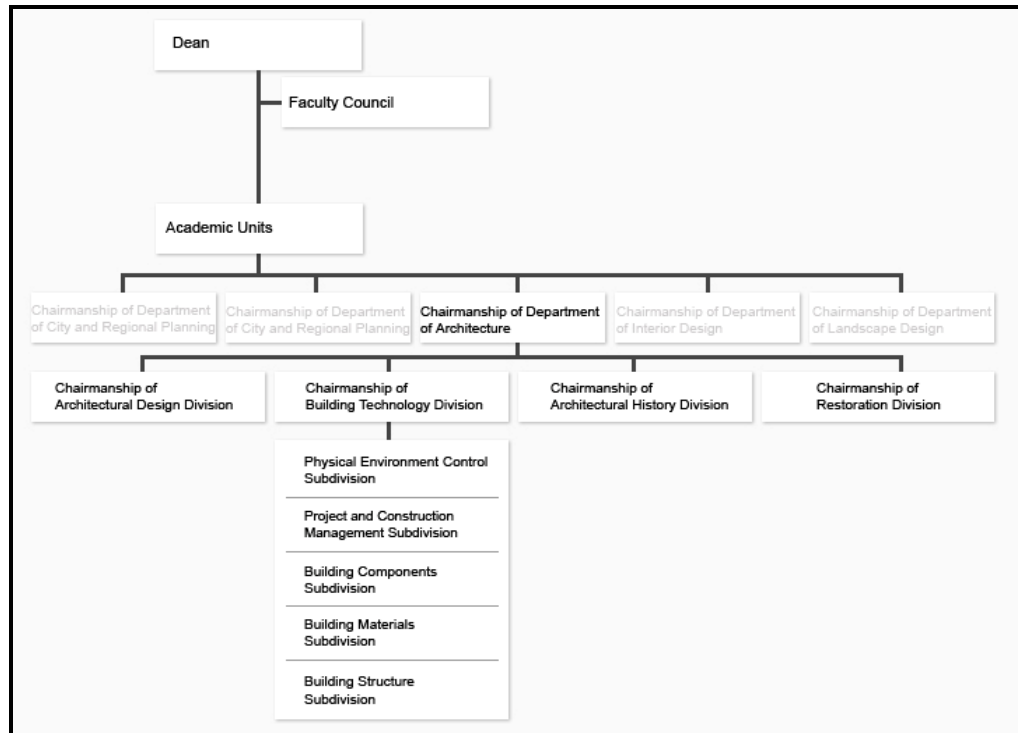 Dean
Faculty Council
Academic Units
Chairmanship of Department
of City and Regional Planning
Chairmanship of Department
of City and Regional Planning
Chairmanship of Department
of Architecture
Chairmanship of Department
of Interior Design
Chairmanship of Department
of Landscape Design
Chairmanship of
Architectural Design Division
Chairmanship of
Building Technology Division
Chairmanship of
Architectural History Division
Chairmanship of
Restoration Division
Physical Environment Control
Subdivision
Project and Construction
Management Subdivision
Building Components
Subdivision
Building Materials
Subdivision
Building Structure
Subdivision